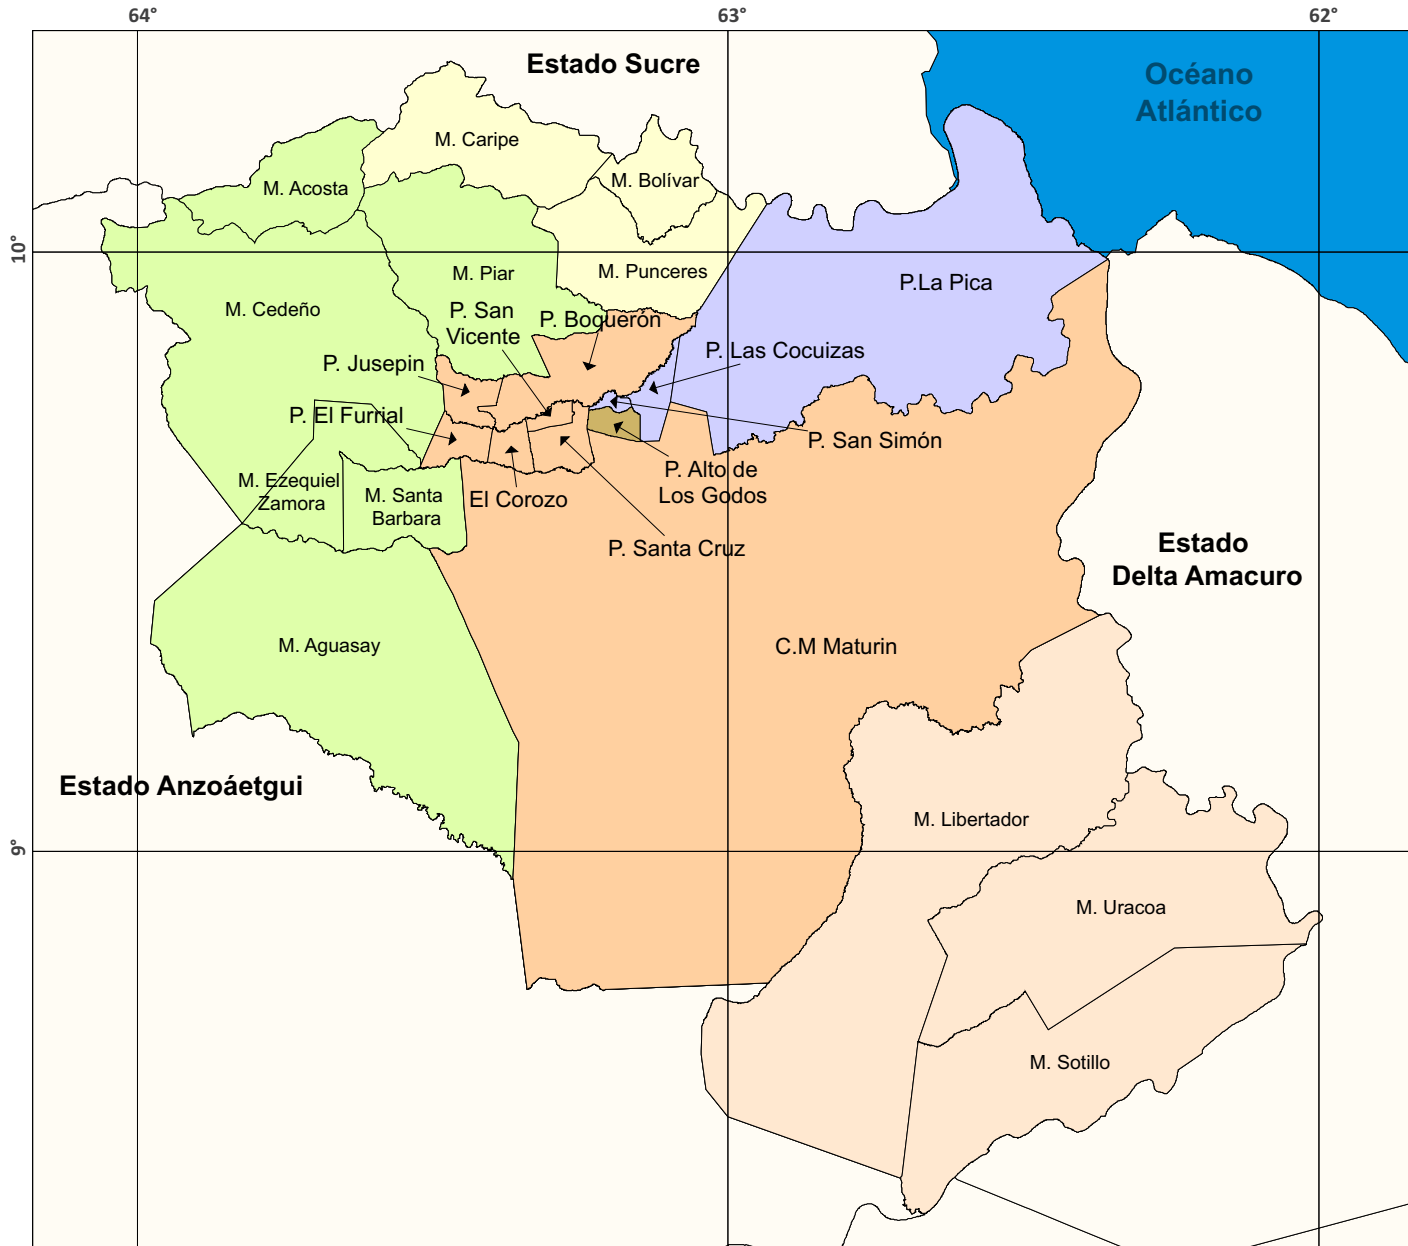 64°
63°
62°
Estado Sucre
Océano
Atlántico
M. Caripe
M. Bolívar
M. Acosta
10°
M. Piar
M. Punceres
P.La Pica
M. Cedeño
P. San
Vicente
P. Boquerón
P. Jusepin
P. Las Cocuizas
P. El Furrial
P. San Simón
M. Ezequiel
Zamora
M. Santa
Barbara
El Corozo
P. Alto de
Los Godos
P. Santa Cruz
Estado
Delta Amacuro
M. Aguasay
C.M Maturin
Estado Anzoáetgui
M. Libertador
9°
M. Uracoa
M. Sotillo